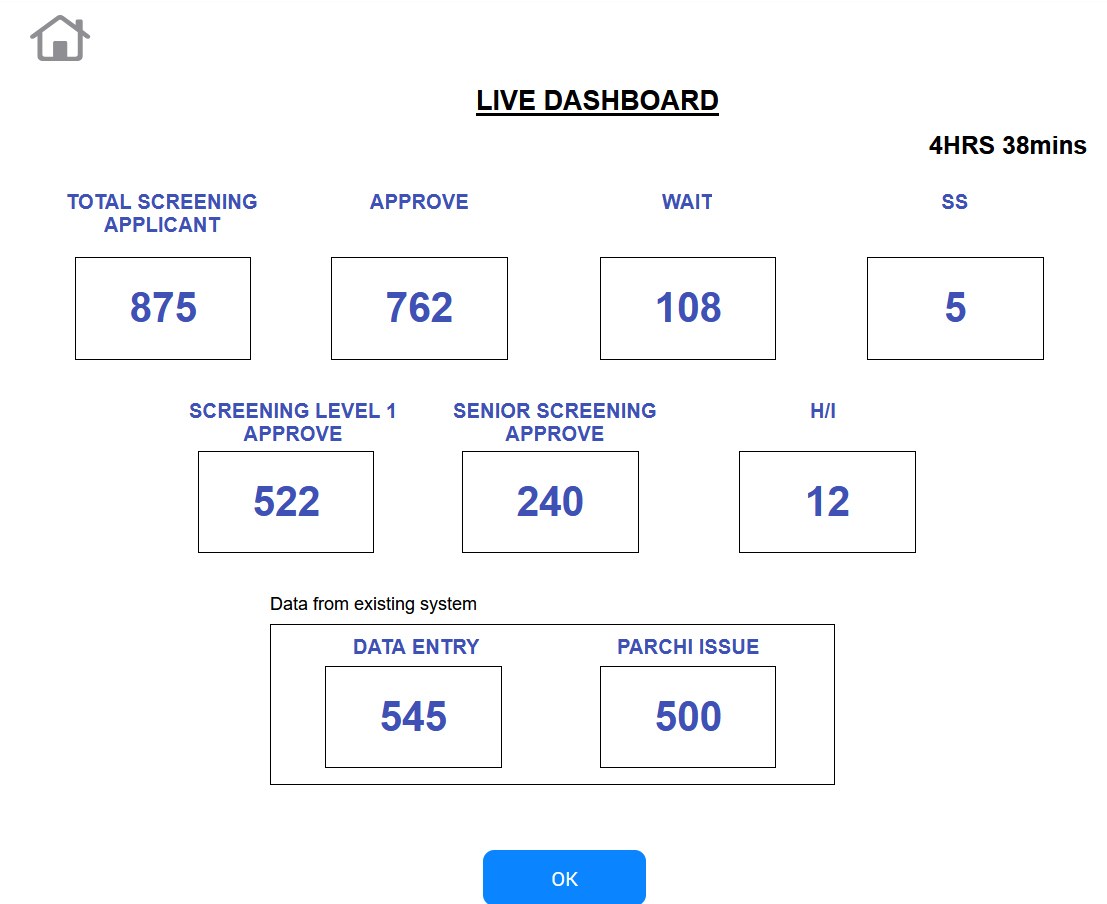 LIVE DASHBOARD
4HRS 38mins
TOTAL SCREENING
APPLICANT
APPROVE
WAIT
SS
875
762
108
5
SCREENING LEVEL 1
APPROVE
SENIOR SCREENING
APPROVE
H/I
522
240
12
Data from existing system
DATA ENTRY
PARCHI ISSUE
545
500
OK